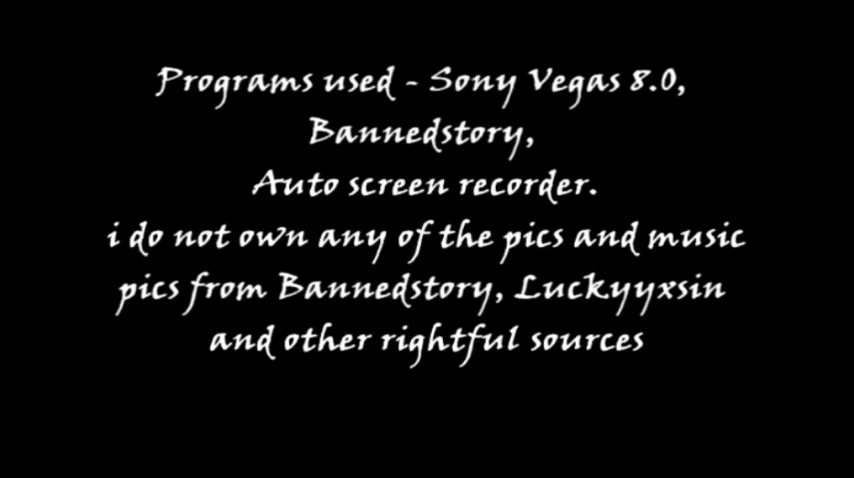 Programs used - Sony Vegas 8.0,
Bannedstory,
Auto screen recorder.
i do not own any of the pics and music
pics from Bannedstory, Luckyyxsin
and other rightful sources